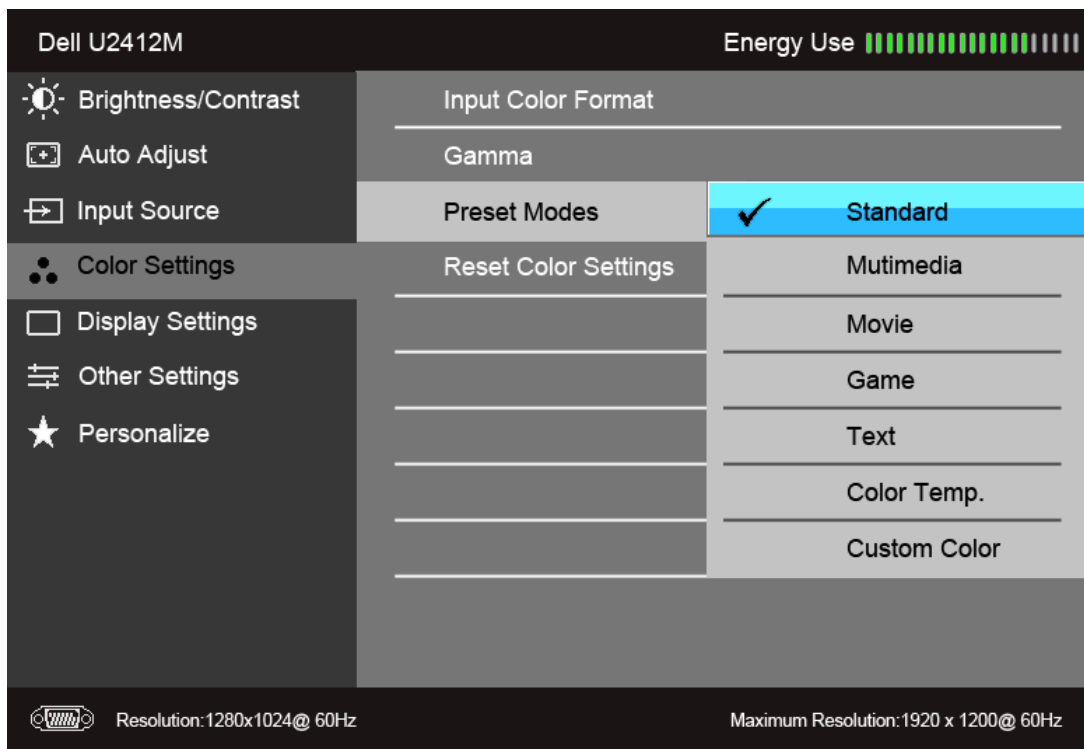 Dell U2412M Energy Use
Brightness/Contrast Input Color Format
Auto Adjust Gamma
Input Source Preset Modes Standard
Color Settings Reset Color Settings Mutimedia
Display Settings Movie
Other Settings Game
Personalize Text
Color Temp.
Custom Color
Resolution:1280x1024@ 60Hz Maximum Resolution:1920 x 1200@ 60Hz